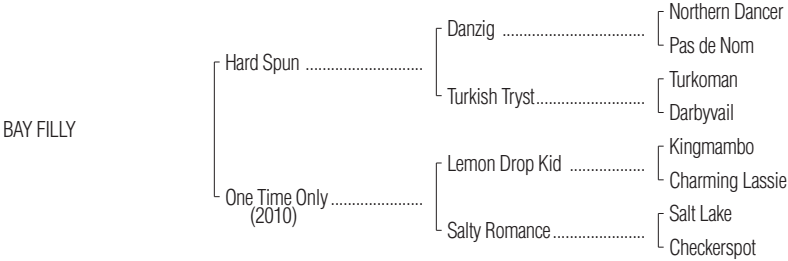 Northern Dancer
Danzig ................................
Pas de Nom
Hard Spun ..........................
Turkoman
Turkish Tryst........................
Darbyvail
BAY FILLY
Kingmambo
Lemon Drop Kid .................
Charming Lassie
One Time Only.....................
(2010)
Salt Lake
Salty Romance.....................
Checkerspot